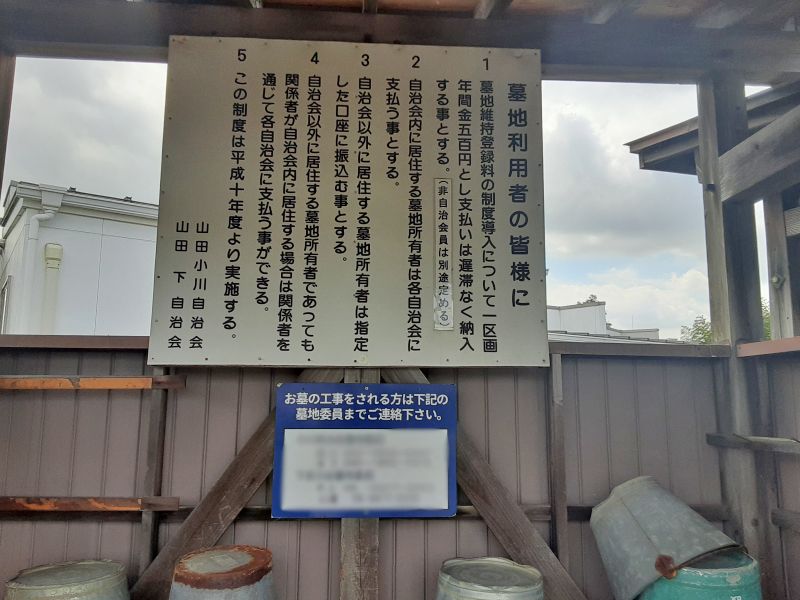 墓地利用者の皆様に
1 墓地維持登録料の制度導入について一区画
年間金五百円とし支払いは遅滞なく納入
する事とする。(非自治会員は別途定める)
2 自治会内に居住する墓地所有者は各自治会に
支払う事とする。
3 自治会以外に居住する墓地所有者は指定
した口座に振込む事とする。
4 自治会以外に居住する墓地所有者であっても
関係者が自治会内に居住する場合は関係者を
通じて各自治会に支払う事ができる。
5 この制度は平成十年度より実施する。
山田小川自治会
山田 下 自治会
お墓の工事をされる方は下記の
墓地委員までご連絡下さい。